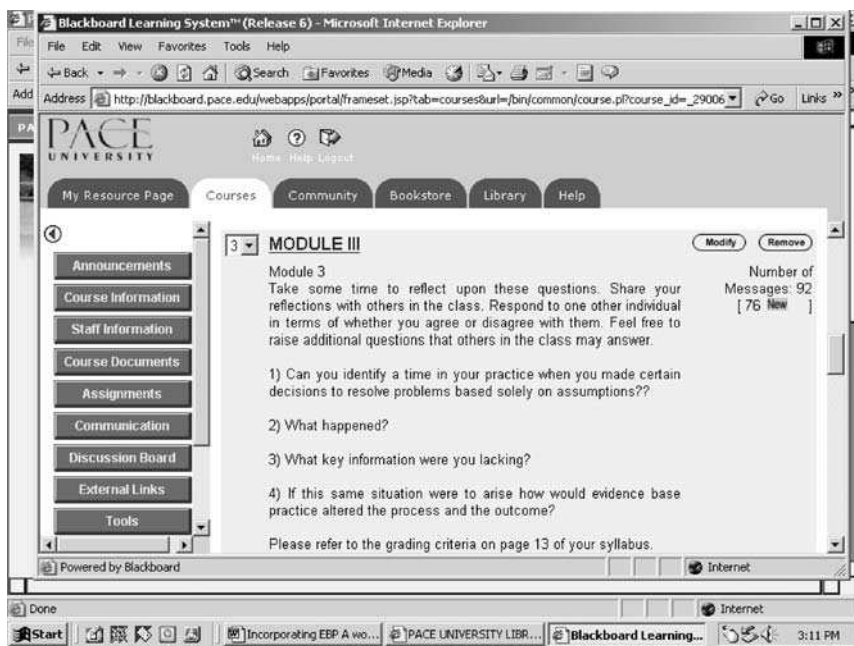 Blackboard Learning System™ (Release 6) - Microsoft Internet Explorer
File Edit View Favorites Tools Help
Back Search Favorites Media
Add
Address http://blackboard.pace.edu/webapps/portal/frameset.jsp?tab=courses&url=/bin/common/course.pl?course_id=_29006 Go Links »
PACE
UNIVERSITY
Home Help Logout
My Resource Page Courses Community Bookstore Library Help
Announcements
Course Information
Staff Information
Course Documents
Assignments
Communication
Discussion Board
External Links
Tools
3 MODULE III
Modify Remove
Module 3
Take some time to reflect upon these questions. Share your
reflections with others in the class. Respond to one other individual
in terms of whether you agree or disagree with them. Feel free to
raise additional questions that others in the class may answer.
Number of
Messages: 92
[ 76 New ]
1) Can you identify a time in your practice when you made certain
decisions to resolve problems based solely on assumptions??
2) What happened?
3) What key information were you lacking?
4) If this same situation were to arise how would evidence base
practice altered the process and the outcome?
Please refer to the grading criteria on page 13 of your syllabus.
Powered by Blackboard Internet
Done Internet
Start Incorporating EBP A wo... PACE UNIVERSITY LIBR... Blackboard Learning... 3:11 PM